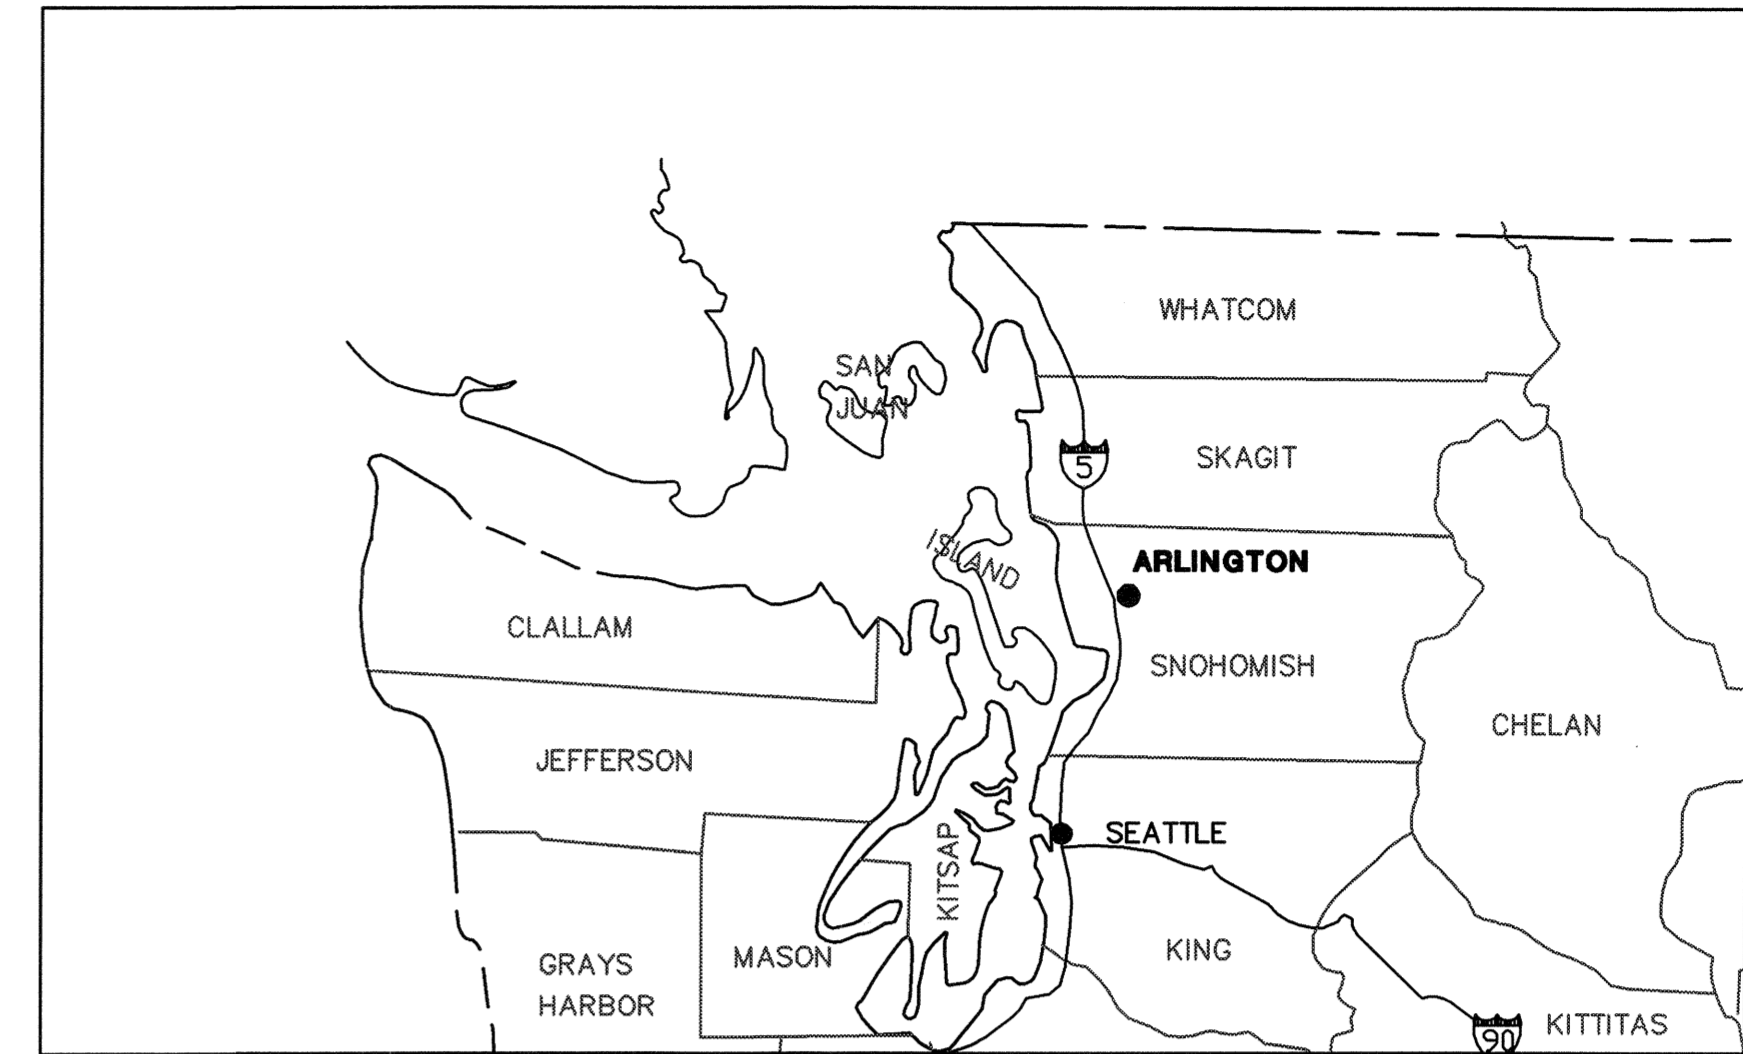 WHATCOM
SAN
JUAN
SKAGIT
5
ISLAND
ARLINGTON
CLALLAM
SNOHOMISH
CHELAN
JEFFERSON
SEATTLE
KITSAP
MASON
KING
GRAYS
HARBOR
KITTITAS
90